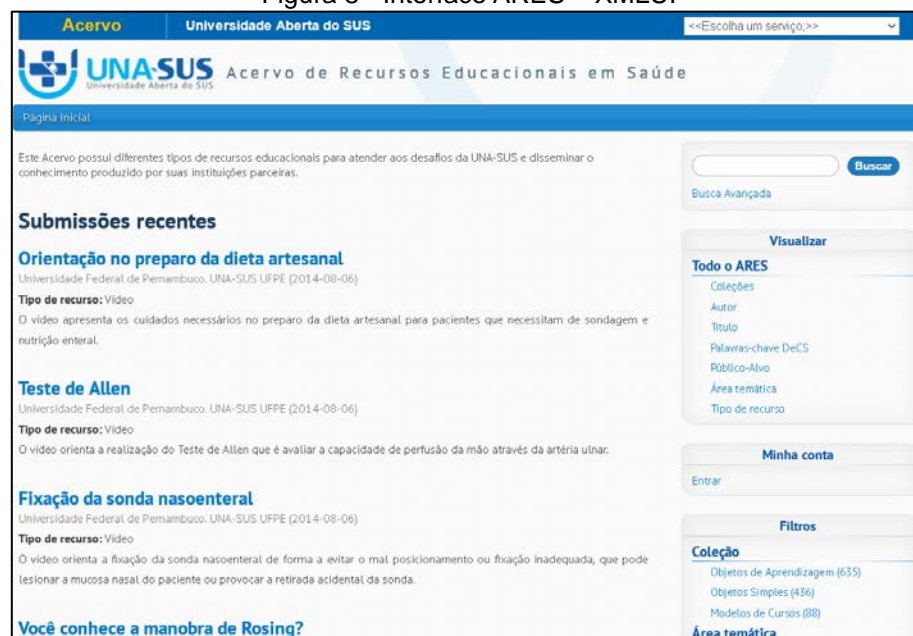 Figura 8 - Interface ARES – XMLUI
Acervo
Universidade Aberta do SUS
<<Escolha um serviço;>>
UNA-SUS
Universidade Aberta do SUS
Acervo de Recursos Educacionais em Saúde
Página Inicial
Este Acervo possui diferentes tipos de recursos educacionais para atender aos desafios da UNA-SUS e disseminar o
conhecimento produzido por suas instituições parceiras.
Submissões recentes
Orientação no preparo da dieta artesanal
Universidade Federal de Pernambuco. UNA-SUS UFPE (2014-08-06)
Tipo de recurso: Vídeo
O vídeo apresenta os cuidados necessários no preparo da dieta artesanal para pacientes que necessitam de sondagem e
nutrição enteral.
Teste de Allen
Universidade Federal de Pernambuco. UNA-SUS UFPE (2014-08-06)
Tipo de recurso: Vídeo
O vídeo orienta a realização do Teste de Allen que é avaliar a capacidade de perfusão da mão através da artéria ulnar.
Fixação da sonda nasoenteral
Universidade Federal de Pernambuco. UNA-SUS UFPE (2014-08-06)
Tipo de recurso: Vídeo
O vídeo orienta a fixação da sonda nasoenteral de forma a evitar o mal posicionamento ou fixação inadequada, que pode
lesionar a mucosa nasal do paciente ou provocar a retirada acidental da sonda.
Você conhece a manobra de Rosing?
Buscar
Busca Avançada
Visualizar
Todo o ARES
Coleções
Autor
Título
Palavras-chave DeCS
Público-Alvo
Área temática
Tipo de recurso
Minha conta
Entrar
Filtros
Coleção
Objetos de Aprendizagem (635)
Objetos Simples (436)
Modelos de Cursos (88)
Área temática